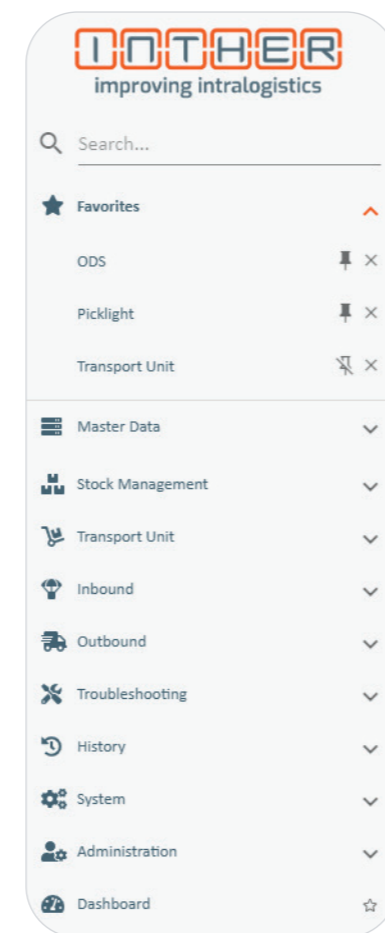 INTHER
improving intralogistics
Search...
Favorites
ODS
Picklight
Transport Unit
Master Data
Stock Management
Transport Unit
Inbound
Outbound
Troubleshooting
History
System
Administration
Dashboard